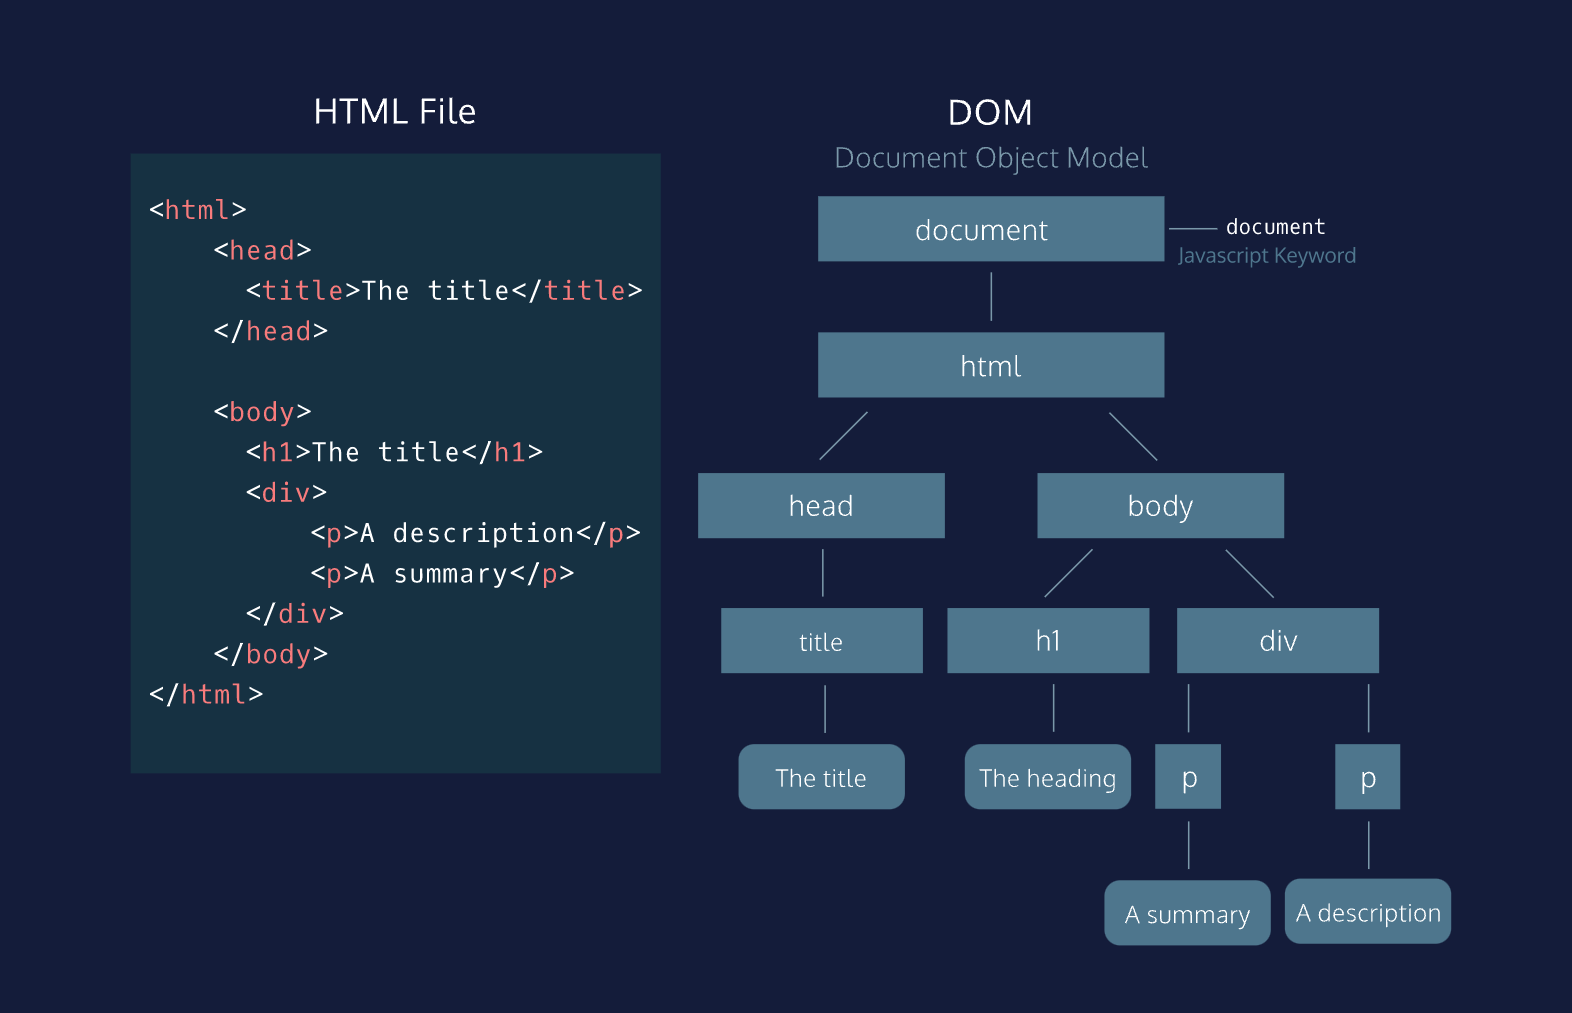 HTML File
<html>
<head>
<title>The title</title>
</head>
<body>
<h1>The title</h1>
<div>
<p>A description</p>
<p>A summary</p>
</div>
</body>
</html>
DOM
Document Object Model
document
document
Javascript Keyword
html
head
body
title
h1
div
The title
The heading
p
p
A summary
A description